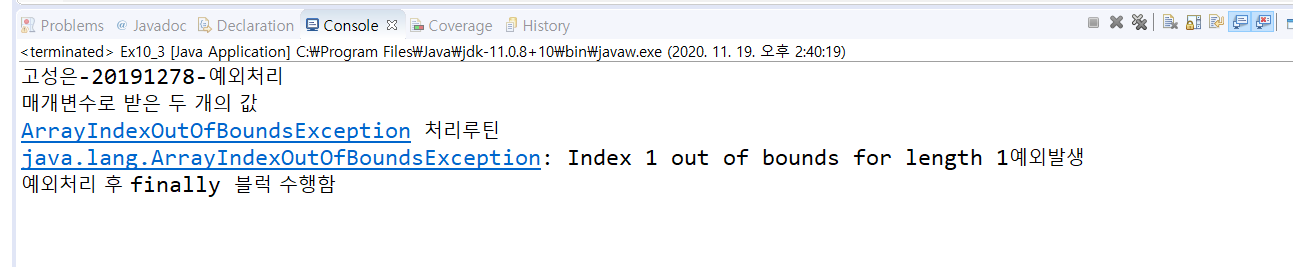 Problems @ Javadoc Declaration Console Coverage History
<terminated> Ex10_3 [Java Application] C:₩Program Files₩Java₩jdk-11.0.8+10₩bin₩javaw.exe (2020. 11. 19. 오후 2:40:19)
고성은-20191278-예외처리
매개변수로 받은 두 개의 값
ArrayIndexOutOfBoundsException 처리루틴
java.lang.ArrayIndexOutOfBoundsException: Index 1 out of bounds for length 1예외발생
예외처리 후 finally 블럭 수행함